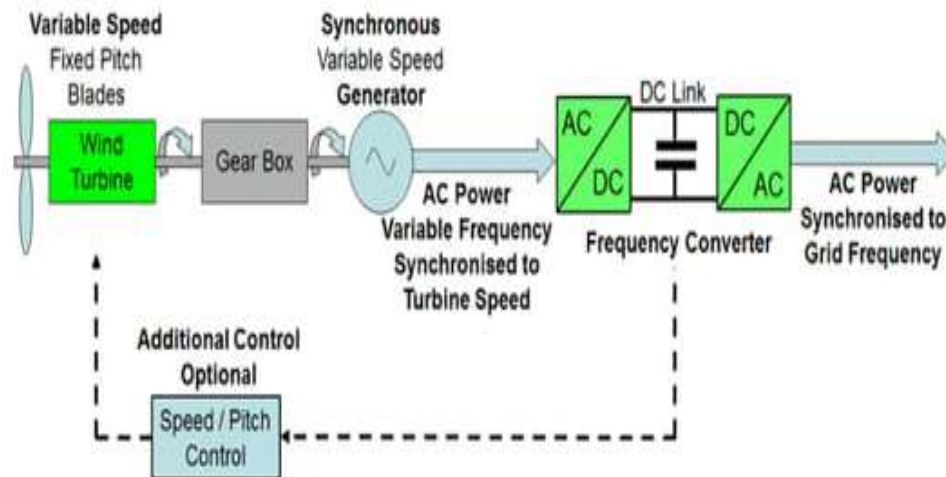 Variable Speed
Fixed Pitch
Blades
Wind
Turbine
Gear Box
Synchronous
Variable Speed
Generator
AC Power
Variable Frequency
Synchronised to
Turbine Speed
AC
DC
DC Link
DC
AC
Frequency Converter
AC Power
Synchronised to
Grid Frequency
Additional Control
Optional
Speed / Pitch
Control